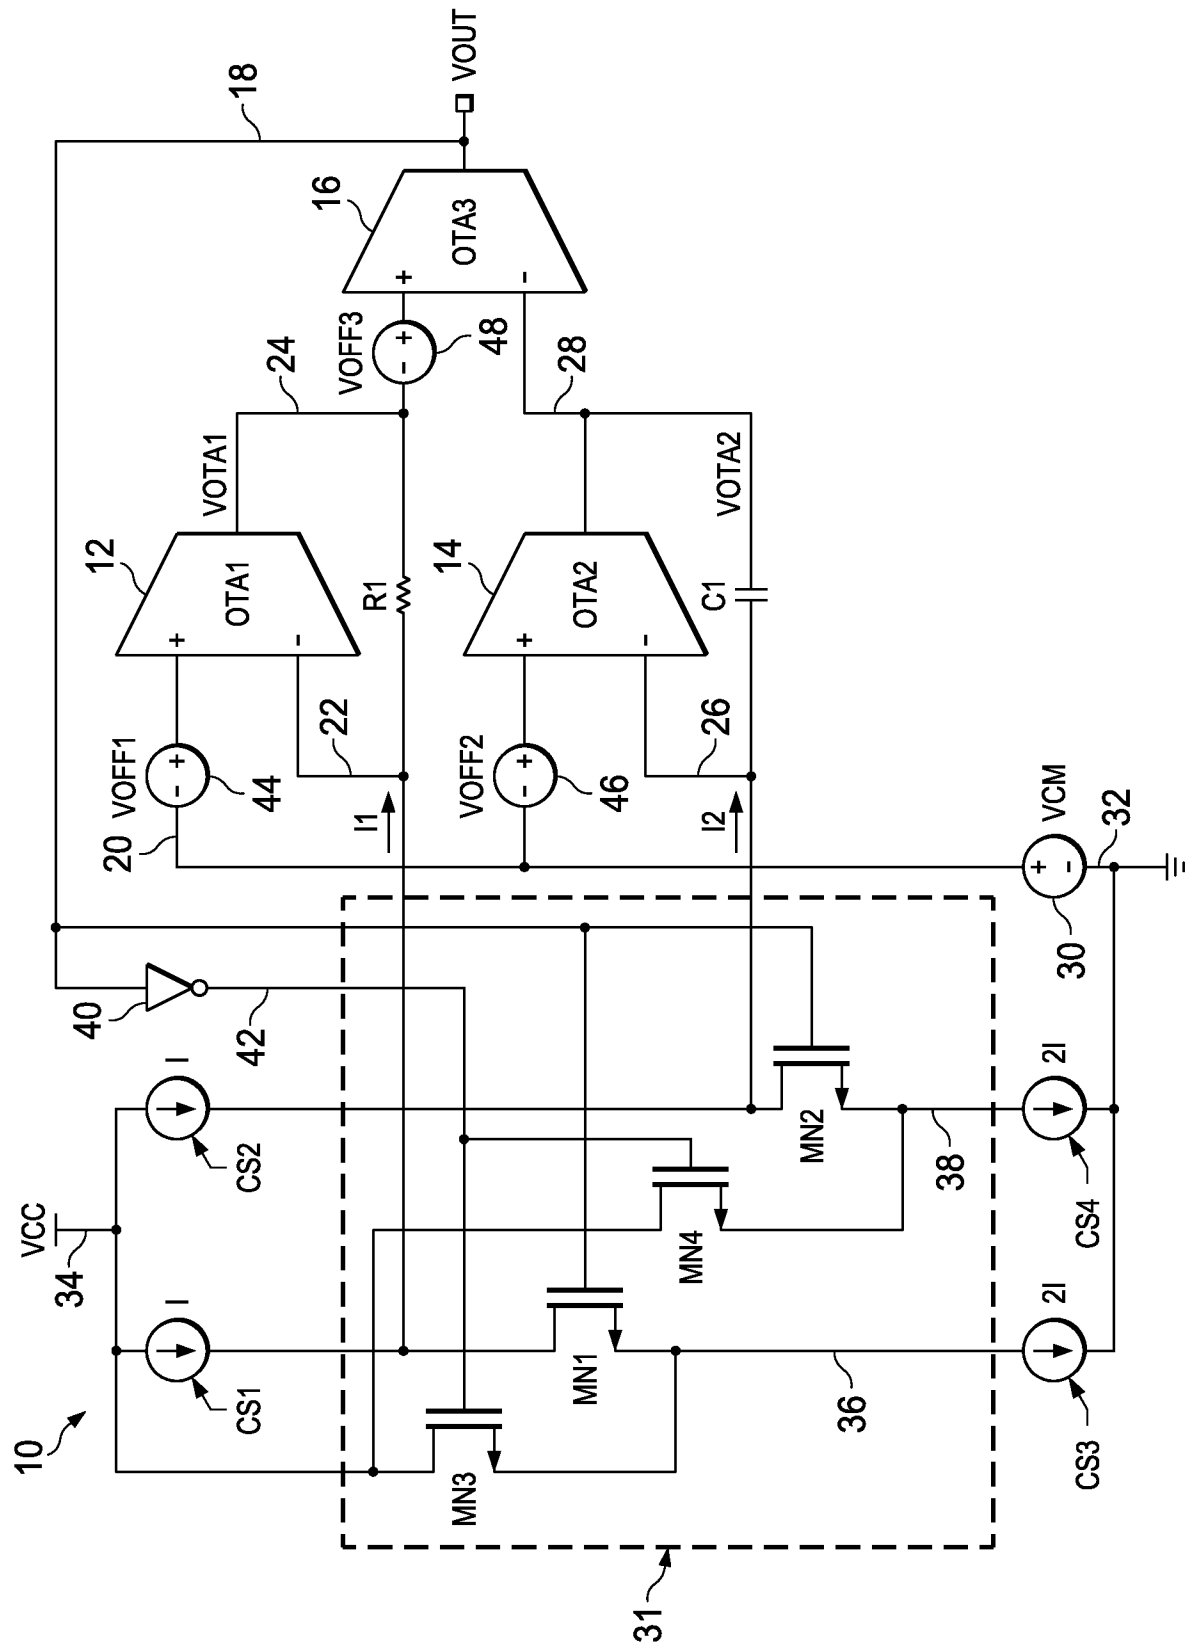 10
34
VCC
CS1
I
CS2
I
40
42
18
20
VOFF1
+
-
44
12
+
-
OTA1
VOTA1
24
22
I1
R1
VOFF3
-
+
48
16
+
-
OTA3
VOUT
VOFF2
-
+
46
14
+
-
OTA2
28
26
I2
C1
VOTA2
MN3
MN1
MN4
MN2
36
38
31
CS3
2I
CS4
2I
30
+
-
VCM
32